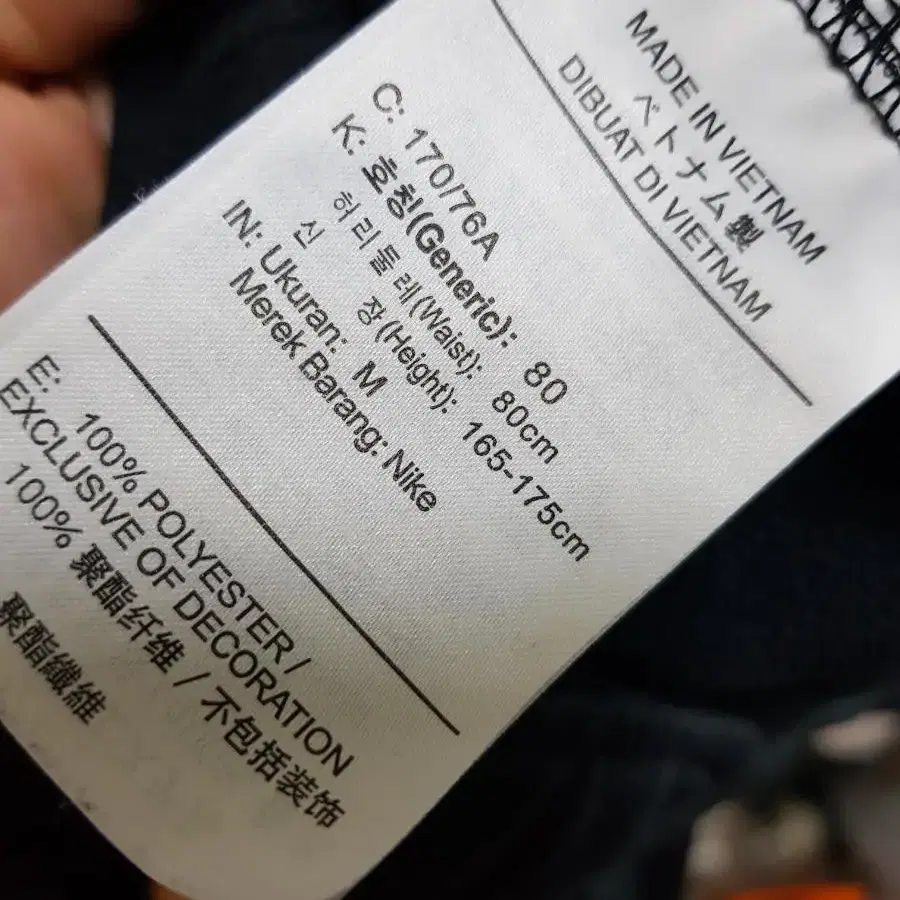 MADE IN VIETNAM
ベトナム製
DIBUAT DI VIETNAM
C: 170/76A
K: 호칭(Generic): 80
허리둘레(Waist): 80cm
신 장(Height): 165-175cm
IN: Ukuran: M
Merek Barang: Nike
E: 100% POLYESTER /
EXCLUSIVE OF DECORATION
100% 聚酯纤维 / 不包括装饰
聚酯纖維